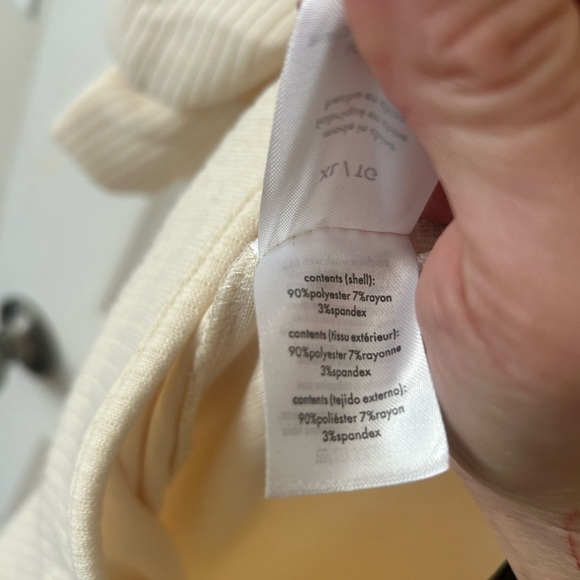 XL / TG
contents (shell):
90%polyester 7%rayon
3%spandex
contents (tissu extérieur):
90%polyester 7%rayonne
3%spandex
contents (tejido externo):
90%poliéster 7%rayon
3%spandex